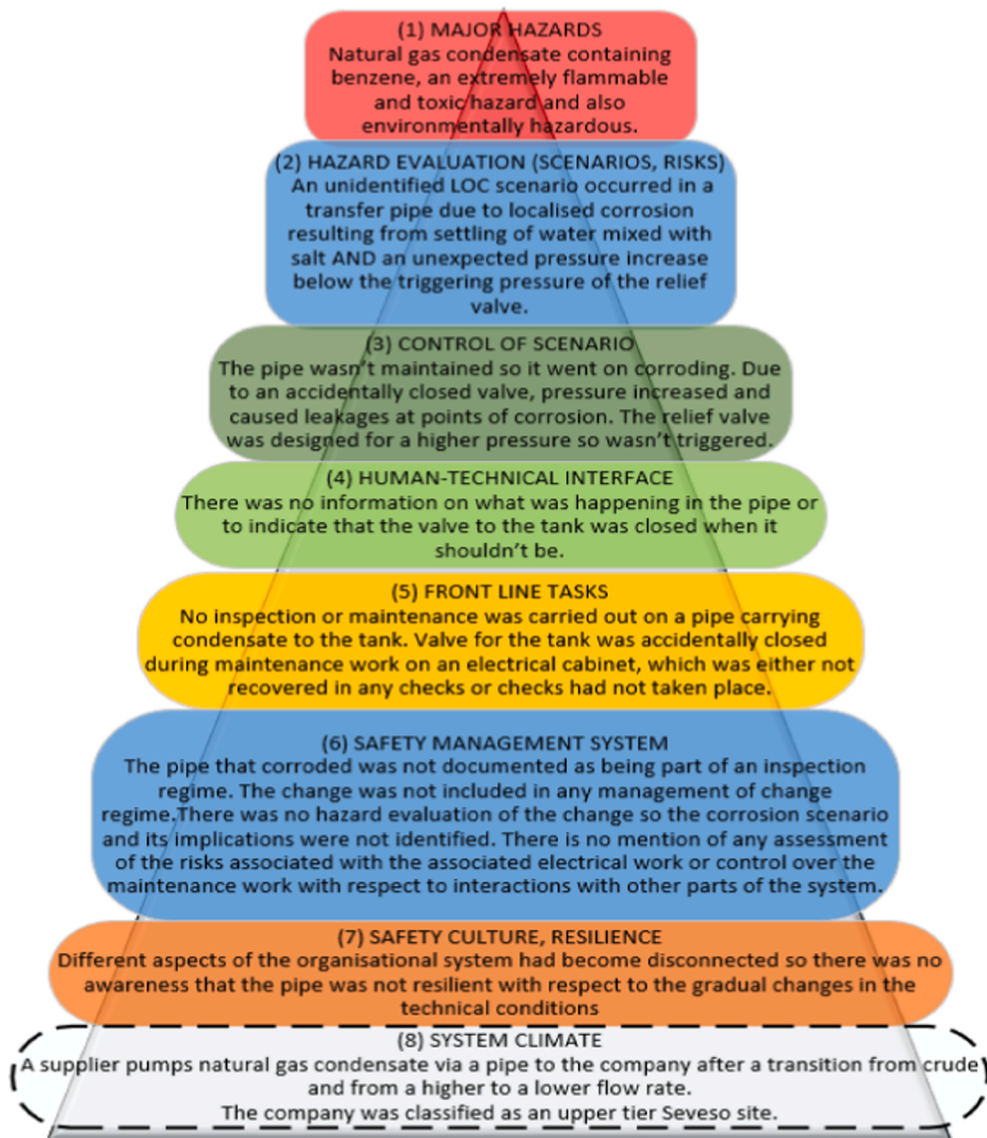 (1) MAJOR HAZARDS
Natural gas condensate containing
benzene, an extremely flammable
and toxic hazard and also
environmentally hazardous.
(2) HAZARD EVALUATION (SCENARIOS, RISKS)
An unidentified LOC scenario occurred in a
transfer pipe due to localised corrosion
resulting from settling of water mixed with
salt AND an unexpected pressure increase
below the triggering pressure of the relief
valve.
(3) CONTROL OF SCENARIO
The pipe wasn't maintained so it went on corroding. Due
to an accidentally closed valve, pressure increased and
caused leakages at points of corrosion. The relief valve
was designed for a higher pressure so wasn't triggered.
(4) HUMAN-TECHNICAL INTERFACE
There was no information on what was happening in the pipe or
to indicate that the valve to the tank was closed when it
shouldn't be.
(5) FRONT LINE TASKS
No inspection or maintenance was carried out on a pipe carrying
condensate to the tank. Valve for the tank was accidentally closed
during maintenance work on an electrical cabinet, which was either not
recovered in any checks or checks had not taken place.
(6) SAFETY MANAGEMENT SYSTEM
The pipe that corroded was not documented as being part of an inspection
regime. The change was not included in any management of change
regime.There was no hazard evaluation of the change so the corrosion scenario
and its implications were not identified. There is no mention of any assessment
of the risks associated with the associated electrical work or control over the
maintenance work with respect to interactions with other parts of the system.
(7) SAFETY CULTURE, RESILIENCE
Different aspects of the organisational system had become disconnected so there was no
awareness that the pipe was not resilient with respect to the gradual changes in the
technical conditions
(8) SYSTEM CLIMATE
A supplier pumps natural gas condensate via a pipe to the company after a transition from crude
and from a higher to a lower flow rate.
The company was classified as an upper tier Seveso site.